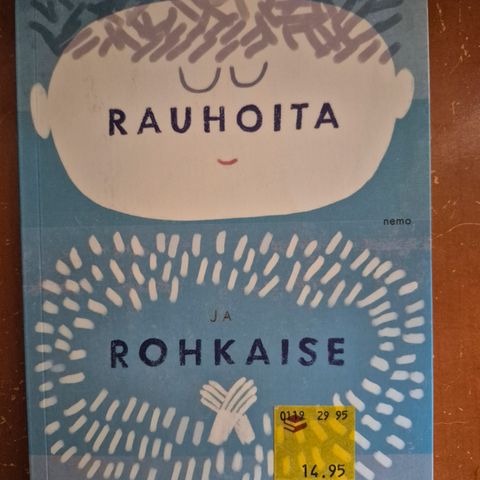 RAUHOITA
nemo
JA
ROHKAISE
0119 29 95
14.95